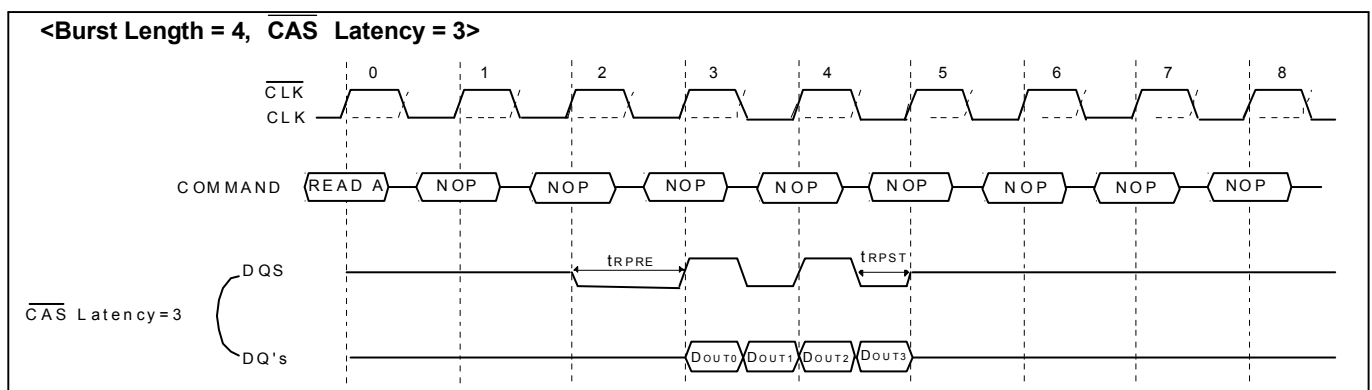 <Burst Length = 4, CAS Latency = 3>
0 1 2 3 4 5 6 7 8
CLK
CLK
COMMAND READ A NOP NOP NOP NOP NOP NOP NOP NOP
DQS tRPRE tRPST
CAS Latency=3
DQ's DOUT0 DOUT1 DOUT2 DOUT3